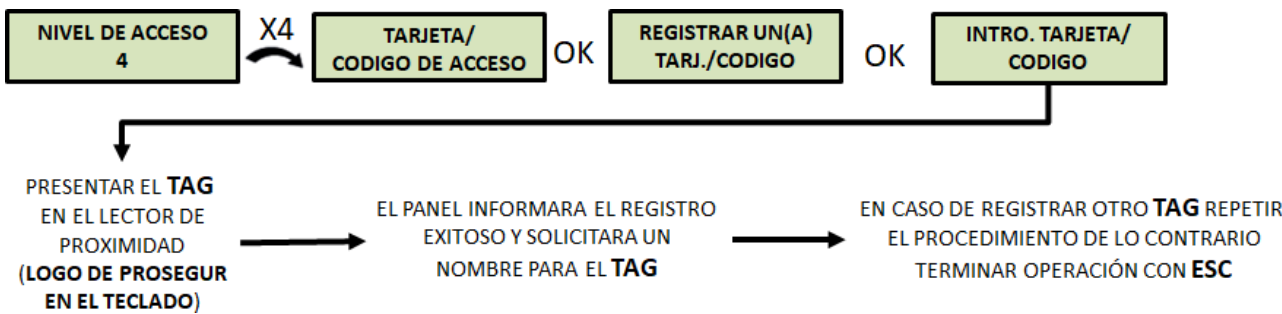 NIVEL DE ACCESO
4
X4
TARJETA/
CODIGO DE ACCESO
OK
REGISTRAR UN(A)
TARJ./CODIGO
OK
INTRO. TARJETA/
CODIGO
PRESENTAR EL TAG
EN EL LECTOR DE
PROXIMIDAD
(LOGO DE PROSEGUR
EN EL TECLADO)
EL PANEL INFORMARA EL REGISTRO
EXITOSO Y SOLICITARA UN
NOMBRE PARA EL TAG
EN CASO DE REGISTRAR OTRO TAG REPETIR
EL PROCEDIMIENTO DE LO CONTRARIO
TERMINAR OPERACIÓN CON ESC